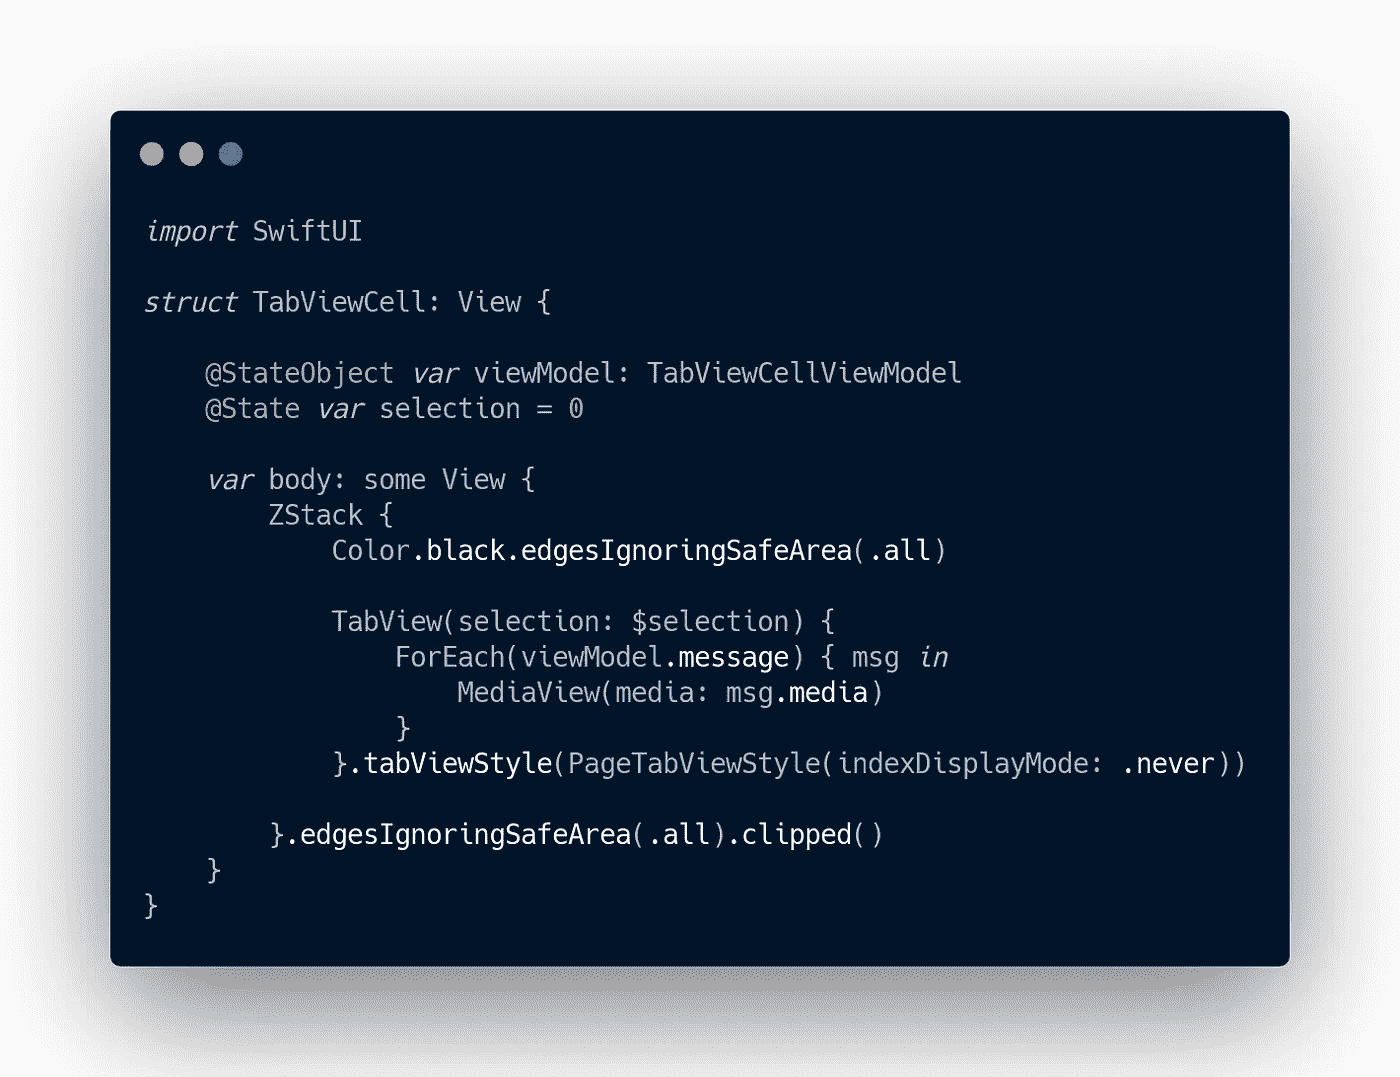 import SwiftUI
struct TabViewCell: View {
@StateObject var viewModel: TabViewCellViewModel
@State var selection = 0
var body: some View {
ZStack {
Color.black.edgesIgnoringSafeArea(.all)
TabView(selection: $selection) {
ForEach(viewModel.message) { msg in
MediaView(media: msg.media)
}
}.tabViewStyle(PageTabViewStyle(indexDisplayMode: .never))
}.edgesIgnoringSafeArea(.all).clipped()
}
}